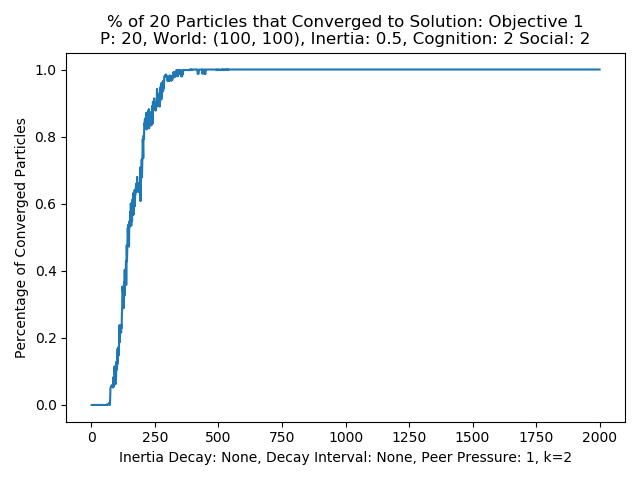 % of 20 Particles that Converged to Solution: Objective 1
P: 20, World: (100, 100), Inertia: 0.5, Cognition: 2 Social: 2
Percentage of Converged Particles
1.0
0.8
0.6
0.4
0.2
0.0
0 250 500 750 1000 1250 1500 1750 2000
Inertia Decay: None, Decay Interval: None, Peer Pressure: 1, k=2